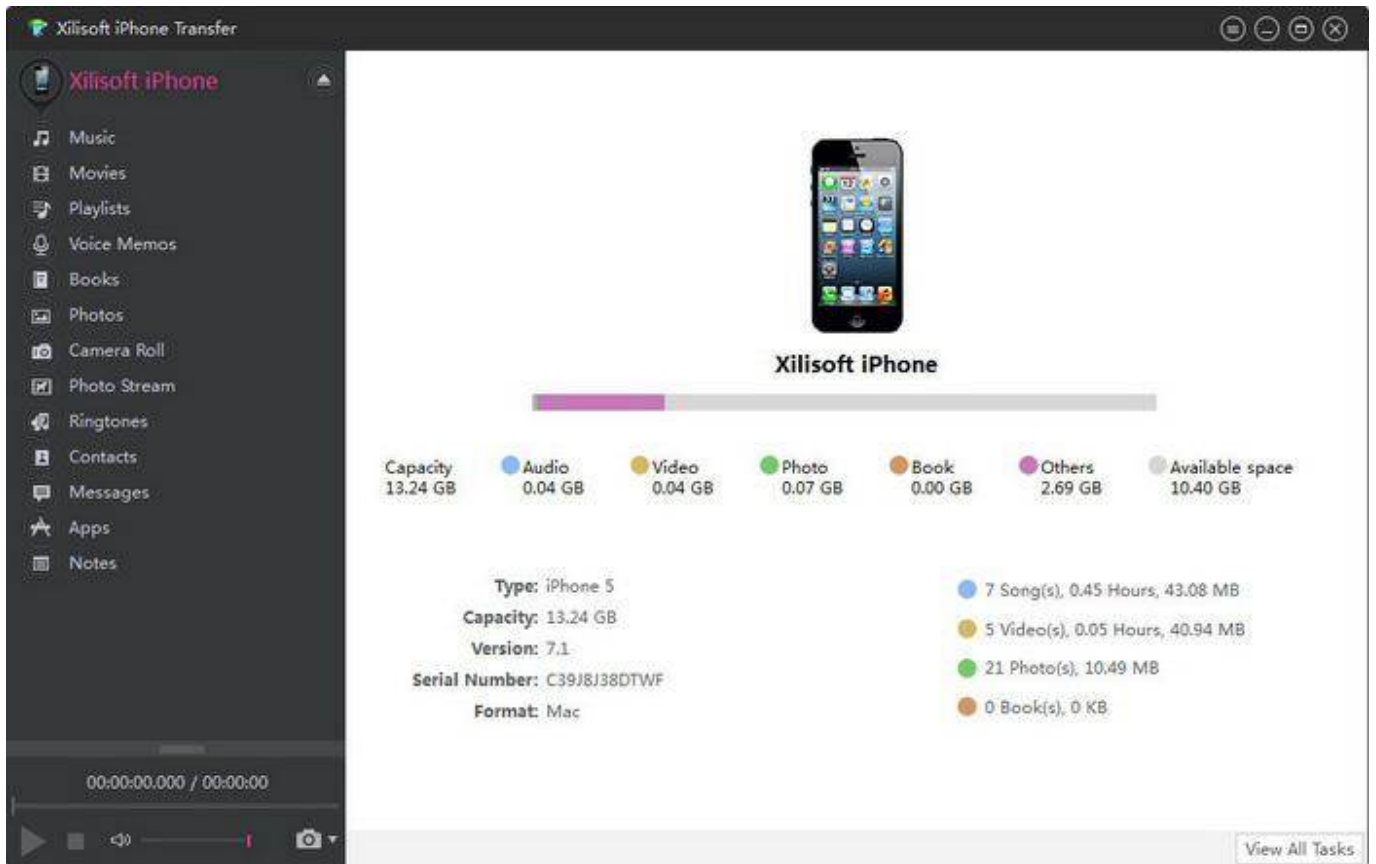 Xilisoft iPhone Transfer
Xilisoft iPhone
Music
Movies
Playlists
Voice Memos
Books
Photos
Camera Roll
Photo Stream
Ringtones
Contacts
Messages
Apps
Notes
00:00:00.000 / 00:00:00
Xilisoft iPhone
Capacity Audio Video Photo Book Others Available space
13.24 GB 0.04 GB 0.04 GB 0.07 GB 0.00 GB 2.69 GB 10.40 GB
Type: iPhone 5
Capacity: 13.24 GB
Version: 7.1
Serial Number: C39J8J38DTWF
Format: Mac
7 Song(s), 0.45 Hours, 43.08 MB
5 Video(s), 0.05 Hours, 40.94 MB
21 Photo(s), 10.49 MB
0 Book(s), 0 KB
View All Tasks